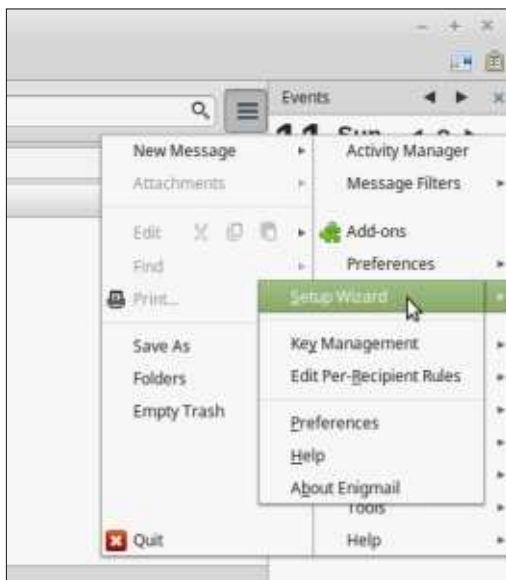 Events
11 Sun
New Message
Attachments
Edit
Find
Print...
Save As
Folders
Empty Trash
Quit
Activity Manager
Message Filters
Add-ons
Preferences
Setup Wizard
Key Management
Edit Per-Recipient Rules
Preferences
Help
About Enigmail
Tools
Help